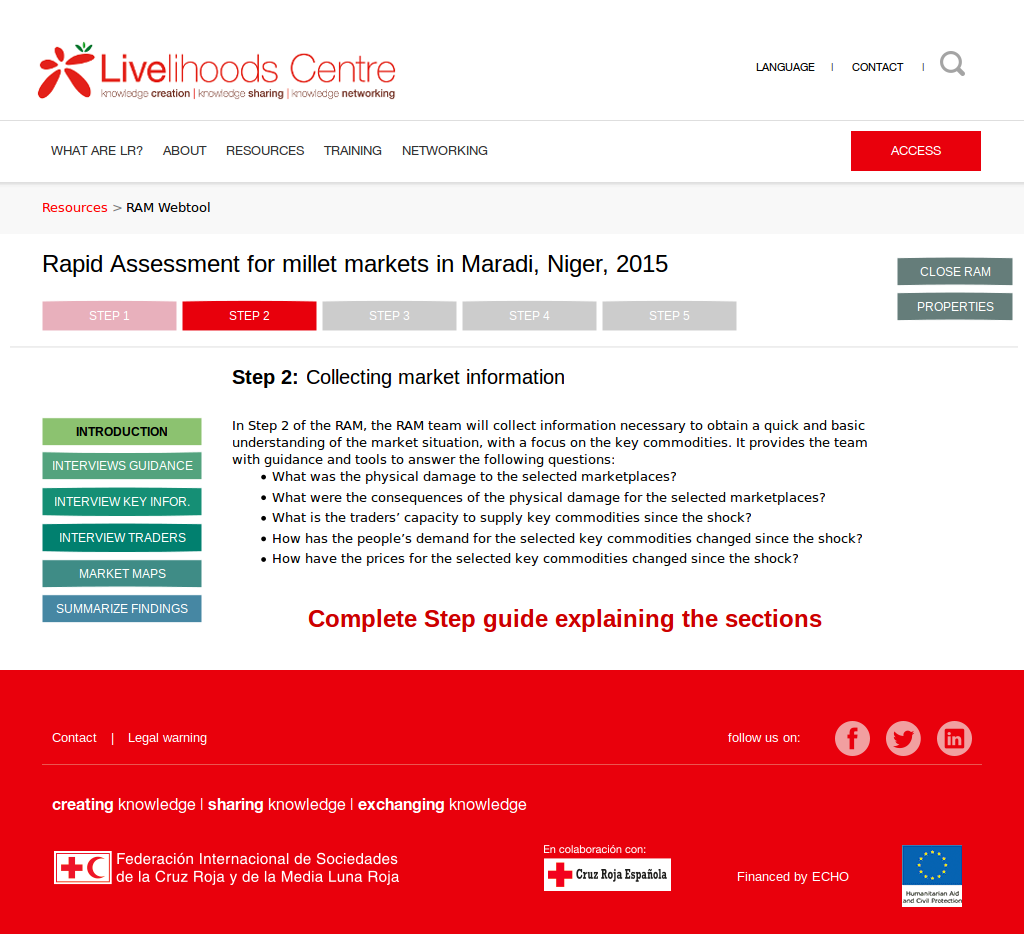 Livelihoods Centre
knowledge creation | knowledge sharing | knowledge networking
LANGUAGE | CONTACT |
WHAT ARE LR? ABOUT RESOURCES TRAINING NETWORKING ACCESS
Resources > RAM Webtool
Rapid Assessment for millet markets in Maradi, Niger, 2015
CLOSE RAM
PROPERTIES
STEP 1 STEP 2 STEP 3 STEP 4 STEP 5
Step 2: Collecting market information
INTRODUCTION
INTERVIEWS GUIDANCE
INTERVIEW KEY INFOR.
INTERVIEW TRADERS
MARKET MAPS
SUMMARIZE FINDINGS
In Step 2 of the RAM, the RAM team will collect information necessary to obtain a quick and basic
understanding of the market situation, with a focus on the key commodities. It provides the team
with guidance and tools to answer the following questions:
• What was the physical damage to the selected marketplaces?
• What were the consequences of the physical damage for the selected marketplaces?
• What is the traders’ capacity to supply key commodities since the shock?
• How has the people’s demand for the selected key commodities changed since the shock?
• How have the prices for the selected key commodities changed since the shock?
Complete Step guide explaining the sections
Contact | Legal warning
follow us on: f in
creating knowledge | sharing knowledge | exchanging knowledge
Federación Internacional de Sociedades
de la Cruz Roja y de la Media Luna Roja
En colaboración con:
Cruz Roja Española
Financed by ECHO
Humanitarian Aid
and Civil Protection